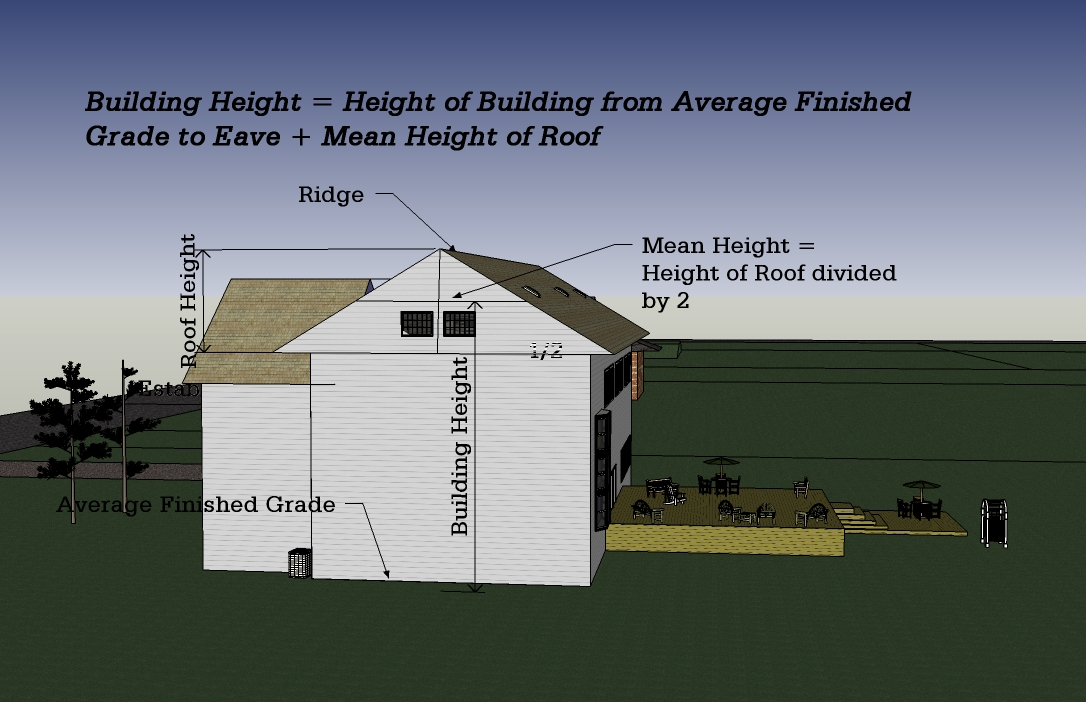 Building Height = Height of Building from Average Finished
Grade to Eave + Mean Height of Roof
Ridge
Mean Height =
Height of Roof divided
by 2
Roof Height
1/2
Building Height
Estab
Average Finished Grade